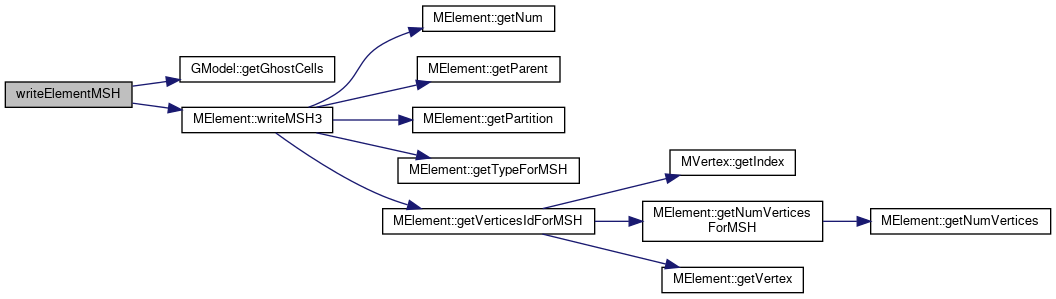 writeElementMSH
GModel::getGhostCells
MElement::writeMSH3
MElement::getNum
MElement::getParent
MElement::getPartition
MElement::getTypeForMSH
MElement::getVerticesIdForMSH
MVertex::getIndex
MElement::getNumVertices
ForMSH
MElement::getVertex
MElement::getNumVertices